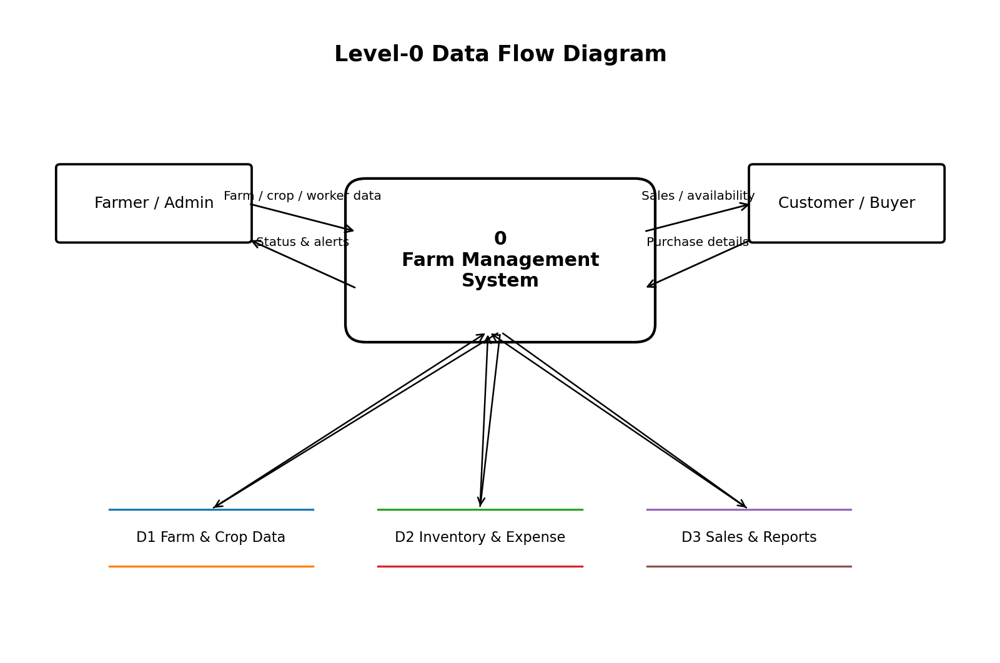 Level-0 Data Flow Diagram
Farmer / Admin
Farm / crop / worker data
Status & alerts
0
Farm Management
System
Sales / availability
Purchase details
Customer / Buyer
D1 Farm & Crop Data
D2 Inventory & Expense
D3 Sales & Reports